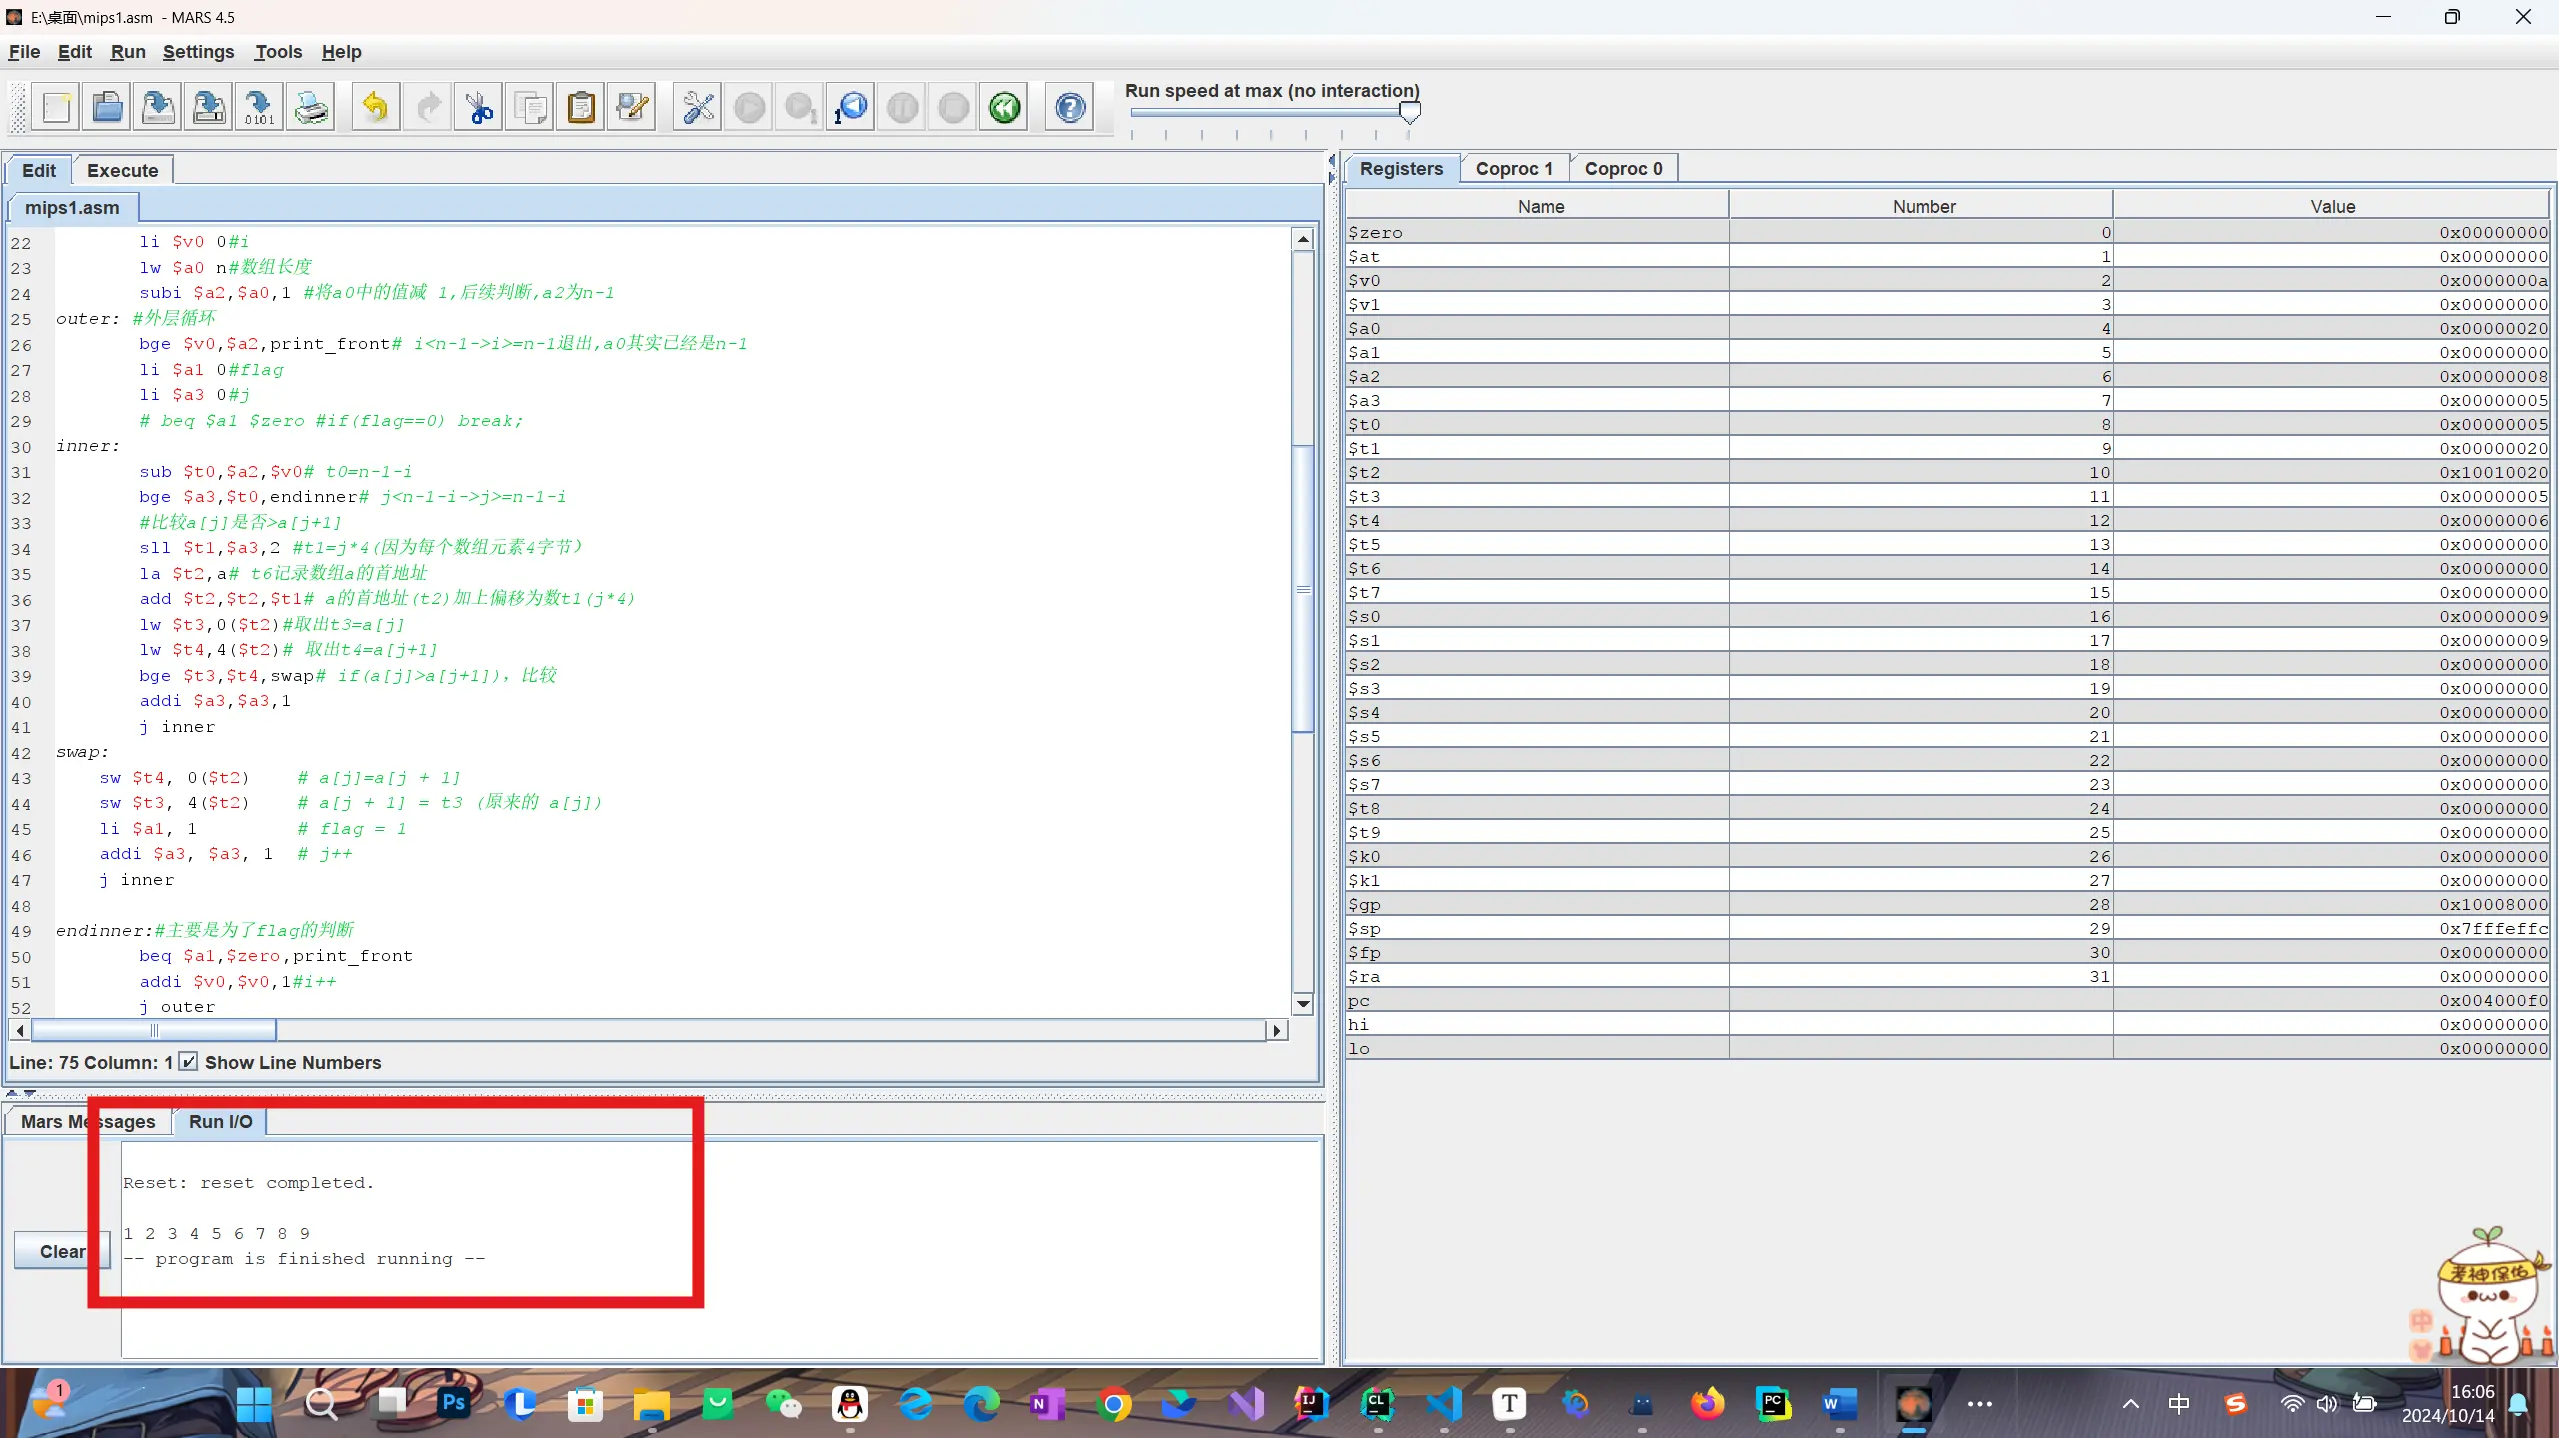 E:\桌面\mips1.asm - MARS 4.5
File Edit Run Settings Tools Help
Run speed at max (no interaction)
Edit Execute
mips1.asm
22 li $v0 0#i
23 lw $a0 n#数组长度
24 subi $a2,$a0,1 #将a0中的值减 1,后续判断,a2为n-1
25 outer: #外层循环
26 bge $v0,$a2,print_front# i<n-1->i>=n-1退出,a0其实已经是n-1
27 li $a1 0#flag
28 li $a3 0#j
29 # beq $a1 $zero #if(flag==0) break;
30 inner:
31 sub $t0,$a2,$v0# t0=n-1-i
32 bge $a3,$t0,endinner# j<n-1-i->j>=n-1-i
33 #比较a[j]是否>a[j+1]
34 sll $t1,$a3,2 #t1=j*4(因为每个数组元素4字节）
35 la $t2,a# t6记录数组a的首地址
36 add $t2,$t2,$t1# a的首地址(t2)加上偏移为数t1(j*4)
37 lw $t3,0($t2)#取出t3=a[j]
38 lw $t4,4($t2)# 取出t4=a[j+1]
39 bge $t3,$t4,swap# if(a[j]>a[j+1])，比较
40 addi $a3,$a3,1
41 j inner
42 swap:
43 sw $t4, 0($t2) # a[j]=a[j + 1]
44 sw $t3, 4($t2) # a[j + 1] = t3 (原来的 a[j])
45 li $a1, 1 # flag = 1
46 addi $a3, $a3, 1 # j++
47 j inner
48
49 endinner:#主要是为了flag的判断
50 beq $a1,$zero,print_front
51 addi $v0,$v0,1#i++
52 j outer
Line: 75 Column: 1 Show Line Numbers
Mars Messages Run I/O
Clear
Reset: reset completed.
1 2 3 4 5 6 7 8 9
-- program is finished running --
Registers Coproc 1 Coproc 0
Name Number Value
$zero 0 0x00000000
$at 1 0x00000000
$v0 2 0x0000000a
$v1 3 0x00000000
$a0 4 0x00000020
$a1 5 0x00000000
$a2 6 0x00000008
$a3 7 0x00000005
$t0 8 0x00000005
$t1 9 0x00000020
$t2 10 0x10010020
$t3 11 0x00000005
$t4 12 0x00000006
$t5 13 0x00000000
$t6 14 0x00000000
$t7 15 0x00000000
$s0 16 0x00000009
$s1 17 0x00000009
$s2 18 0x00000000
$s3 19 0x00000000
$s4 20 0x00000000
$s5 21 0x00000000
$s6 22 0x00000000
$s7 23 0x00000000
$t8 24 0x00000000
$t9 25 0x00000000
$k0 26 0x00000000
$k1 27 0x00000000
$gp 28 0x10008000
$sp 29 0x7fffeffc
$fp 30 0x00000000
$ra 31 0x00000000
pc 0x004000f0
hi 0x00000000
lo 0x00000000
考神保佑
中
1
中
16:06
2024/10/14